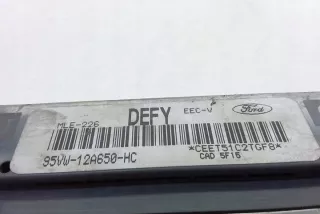 DEFY EEC-V Ford
MLE-226
95VW-12A650-HC *CEET51C2TGF8*
CAD 5F16